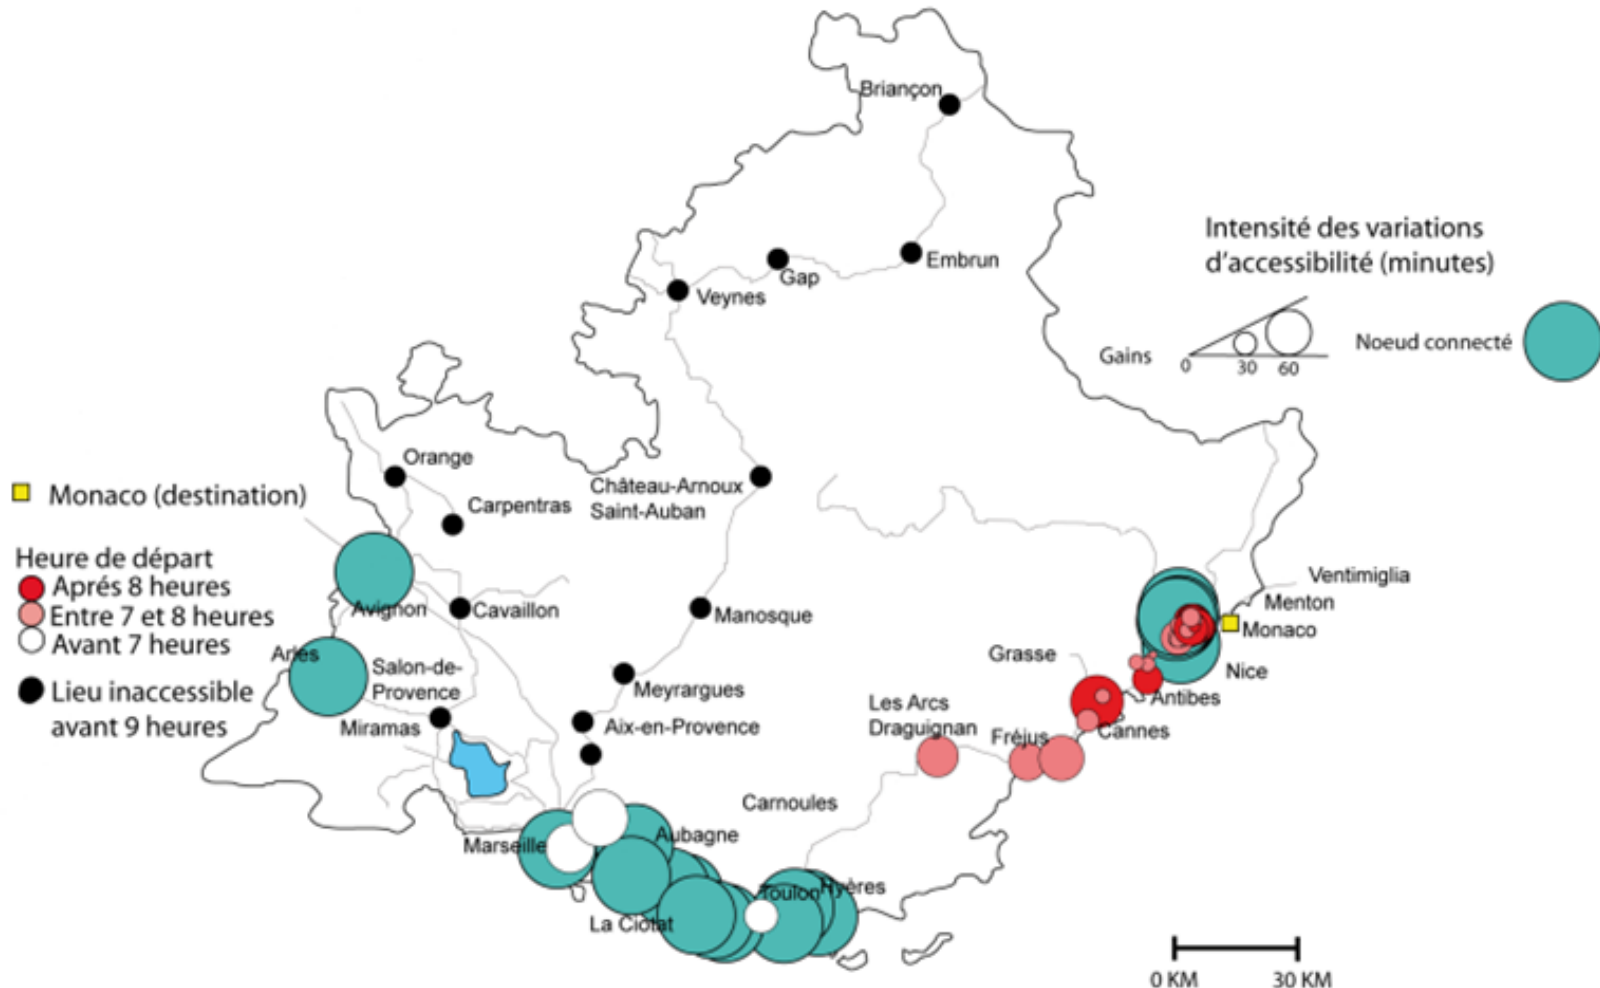 Briançon
Embrun
Gap
Veynes
Intensité des variations
d'accessibilité (minutes)
Gains
0
30
60
Noeud connecté
Orange
Carpentras
Château-Arnoux
Saint-Auban
Monaco (destination)
Heure de départ
Aprés 8 heures
Entre 7 et 8 heures
Avant 7 heures
Lieu inaccessible
avant 9 heures
Avignon
Cavaillon
Manosque
Arles
Salon-de-
Provence
Miramas
Meyrargues
Aix-en-Provence
Ventimiglia
Menton
Monaco
Nice
Grasse
Antibes
Cannes
Les Arcs
Draguignan
Fréjus
Carnoules
Marseille
Aubagne
La Ciotat
Toulon
Hyères
0 KM
30 KM